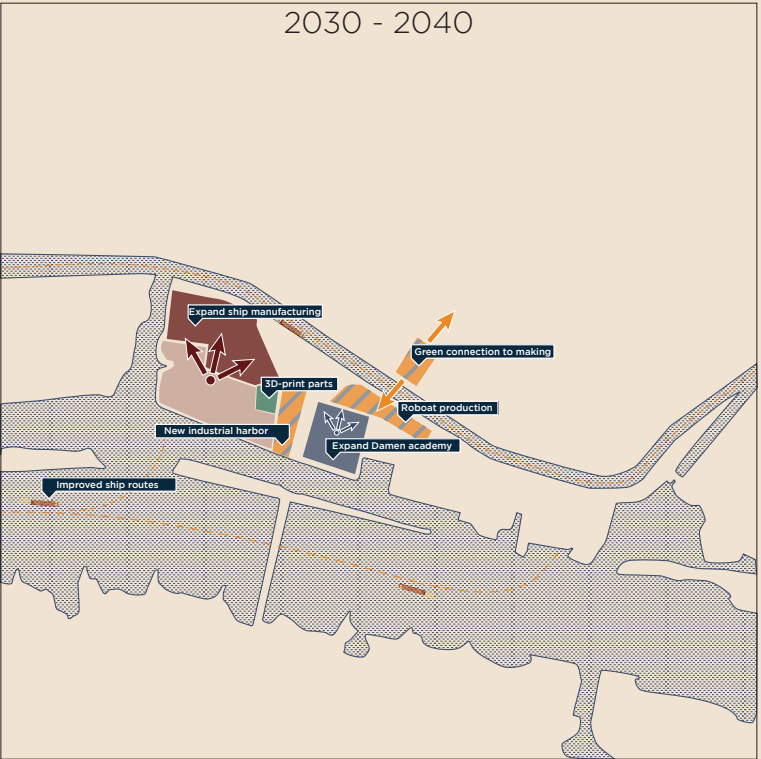 2030 - 2040
Expand ship manufacturing
Green connection to making
3D-print parts
Roboat production
New industrial harbor
Expand Damen academy
Improved ship routes